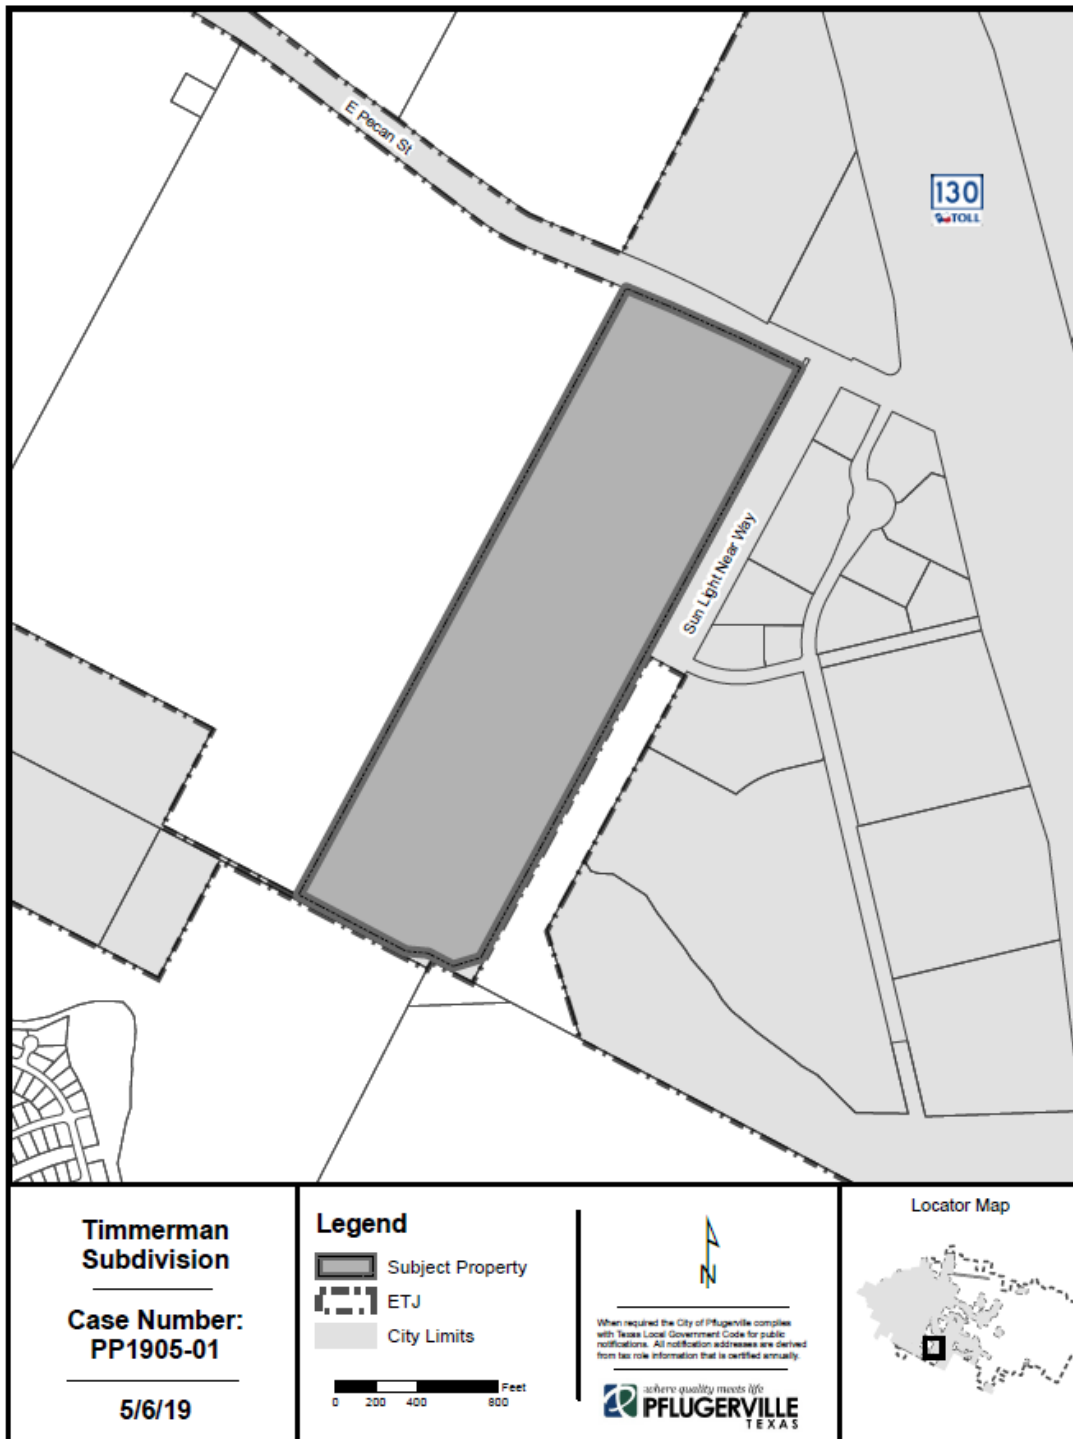 E Pecan St
130
TOLL
Sun Light Near Way
Timmerman
Subdivision
Case Number:
PP1905-01
5/6/19
Legend
Subject Property
ETJ
City Limits
Feet
0 200 400 800
N
When required the City of Pflugerville complies
with Texas Local Government Code for public
notifications. All notification addresses are derived
from tax role information that is certified annually.
where quality meets life
PFLUGERVILLE
TEXAS
Locator Map